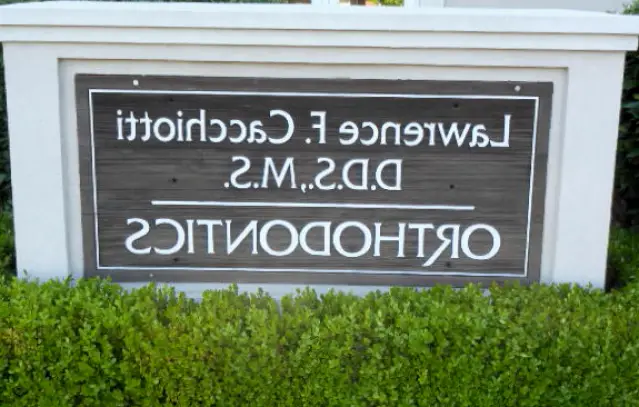 Lawrence F. Cacchiotti
D.D.S., M.S.
ORTHODONTICS